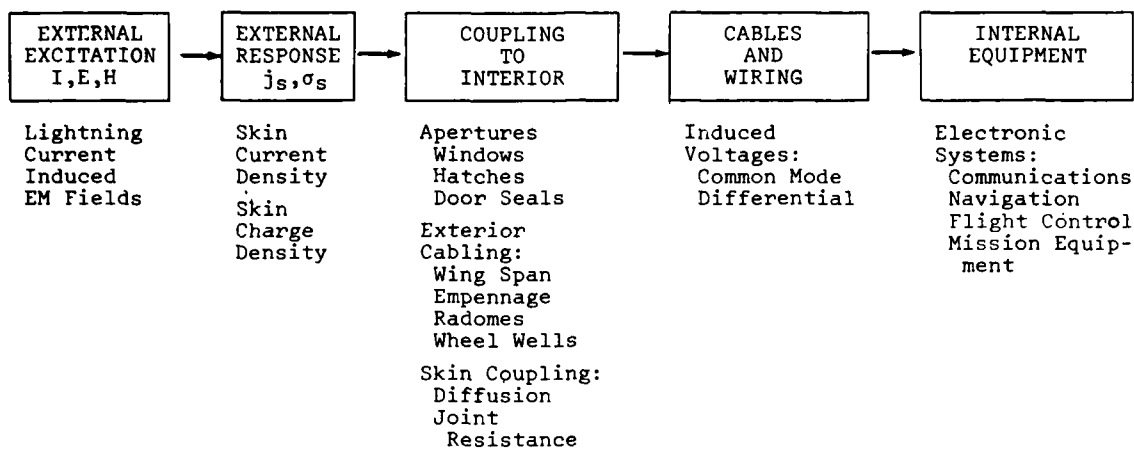 EXTERNAL
EXCITATION
I,E,H
EXTERNAL
RESPONSE
js,σs
COUPLING
TO
INTERIOR
CABLES
AND
WIRING
INTERNAL
EQUIPMENT
Lightning
Current
Induced
EM Fields
Skin
Current
Density
Skin
Charge
Density
Apertures
Windows
Hatches
Door Seals
Exterior
Cabling:
Wing Span
Empennage
Radomes
Wheel Wells
Skin Coupling:
Diffusion
Joint
Resistance
Induced
Voltages:
Common Mode
Differential
Electronic
Systems:
Communications
Navigation
Flight Control
Mission Equip-
ment